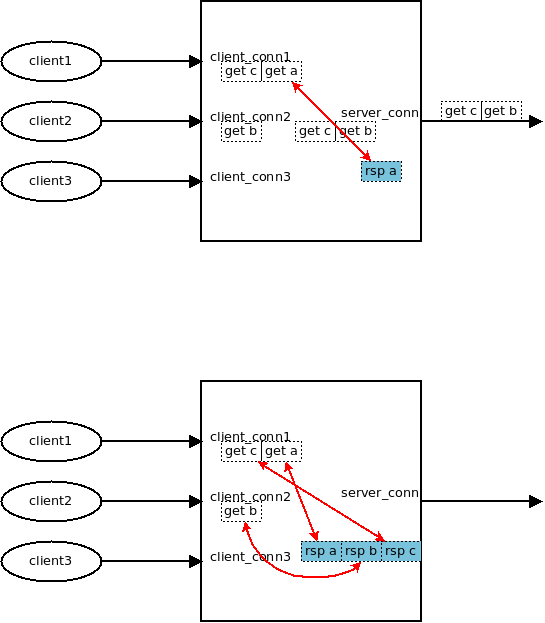 client1
client_conn1
get c get a
client2
client_conn2
server_conn
get c get b
get b
get c get b
client3
client_conn3
rsp a
client1
client_conn1
get c get a
client2
client_conn2
server_conn
get b
client3
client_conn3
rsp a rsp b rsp c